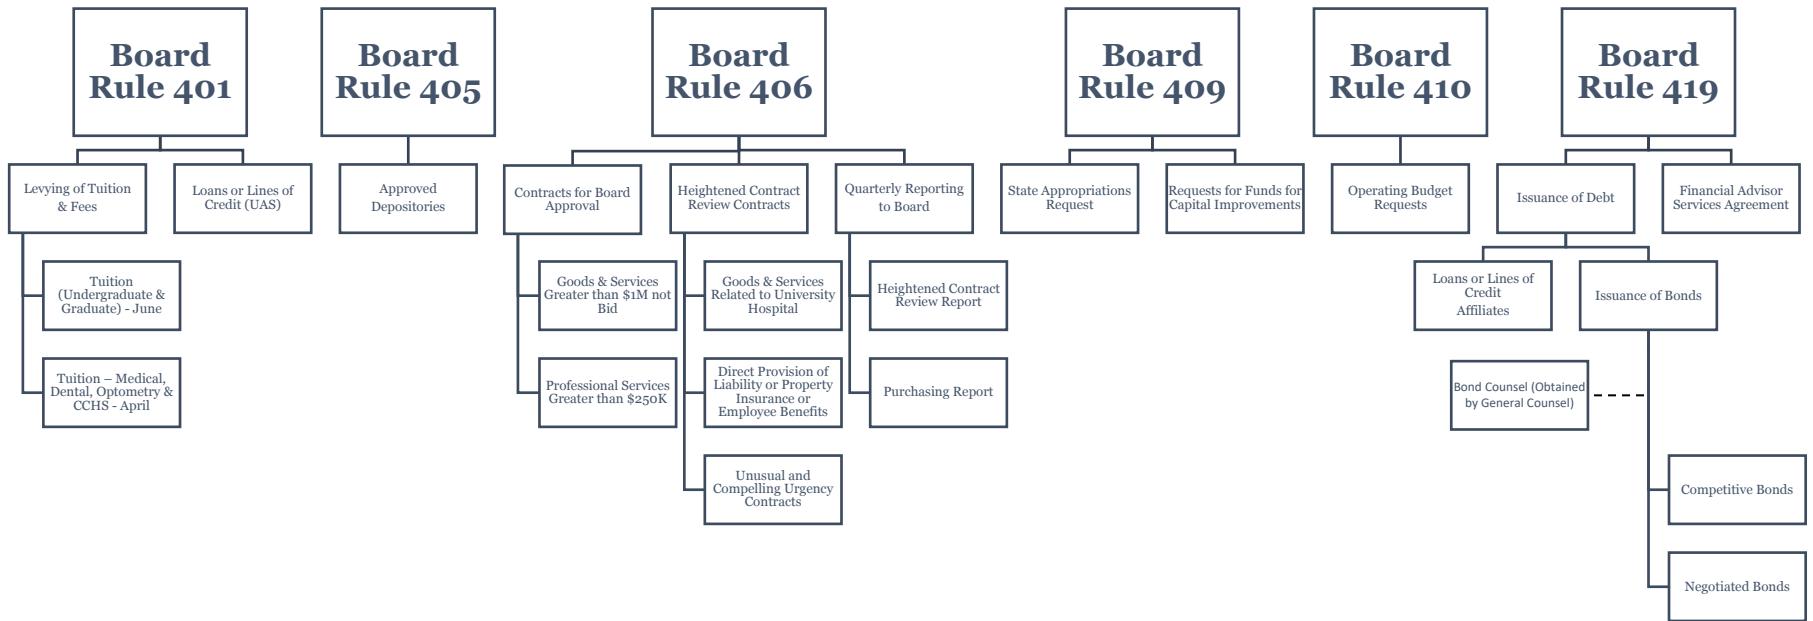 Board
Rule 401
Board
Rule 405
Board
Rule 406
Board
Rule 409
Board
Rule 410
Board
Rule 419
Levying of Tuition
& Fees
Loans or Lines of
Credit (UAS)
Approved
Depositories
Contracts for Board
Approval
Heightened Contract
Review Contracts
Quarterly Reporting
to Board
State Appropriations
Request
Requests for Funds for
Capital Improvements
Operating Budget
Requests
Issuance of Debt
Financial Advisor
Services Agreement
Tuition
(Undergraduate &
Graduate) - June
Goods & Services
Greater than $1M not
Bid
Goods & Services
Related to University
Hospital
Heightened Contract
Review Report
Loans or Lines of
Credit
Affiliates
Issuance of Bonds
Tuition – Medical,
Dental, Optometry &
CCHS - April
Professional Services
Greater than $250K
Direct Provision of
Liability or Property
Insurance or
Employee Benefits
Purchasing Report
Bond Counsel (Obtained
by General Counsel)
Unusual and
Compelling Urgency
Contracts
Competitive Bonds
Negotiated Bonds